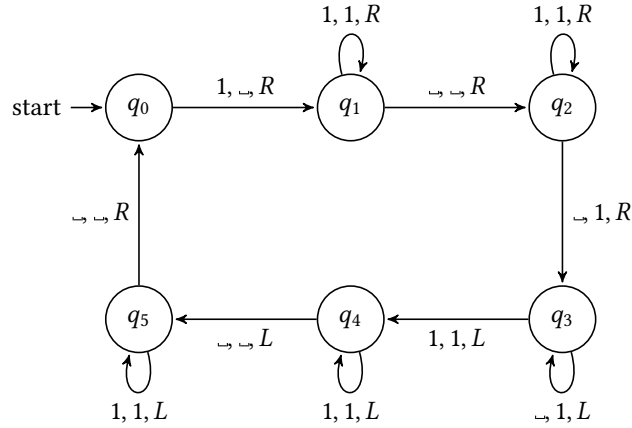 1, 1, R
1, 1, R
1, ␣, R
␣, ␣, R
start
q0
q1
q2
␣, ␣, R
␣, 1, R
q5
q4
q3
␣, ␣, L
1, 1, L
1, 1, L
1, 1, L
␣, 1, L